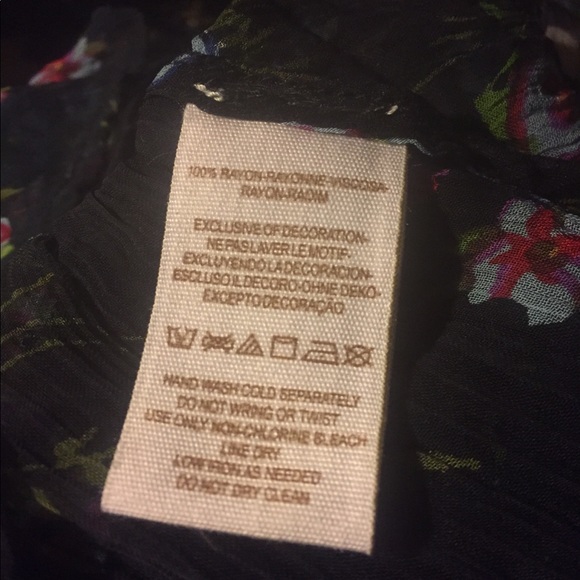 100% RAYON-RAYONNE-VISCOSA-
RAYON-RADIM
EXCLUSIVE OF DECORATION-
NE PAS LAVER LE MOTIF-
EXCLUYENDO LA DECORACION-
ESCLUSO IL DECORO-OHNE DEKO-
EXCEPTO DECORAÇÃO
HAND WASH COLD SEPARATELY
DO NOT WRING OR TWIST
USE ONLY NON-CHLORINE BLEACH
LINE DRY
LOW IRON AS NEEDED
DO NOT DRY CLEAN